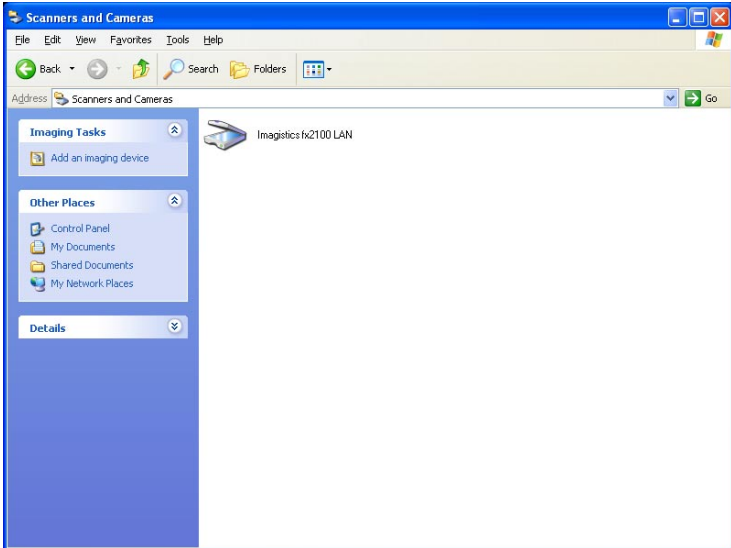 Scanners and Cameras
File Edit View Favorites Tools Help
Back Search Folders
Address Scanners and Cameras Go
Imaging Tasks
Add an imaging device
Other Places
Control Panel
My Documents
Shared Documents
My Network Places
Details
Imagistics fx2100 LAN